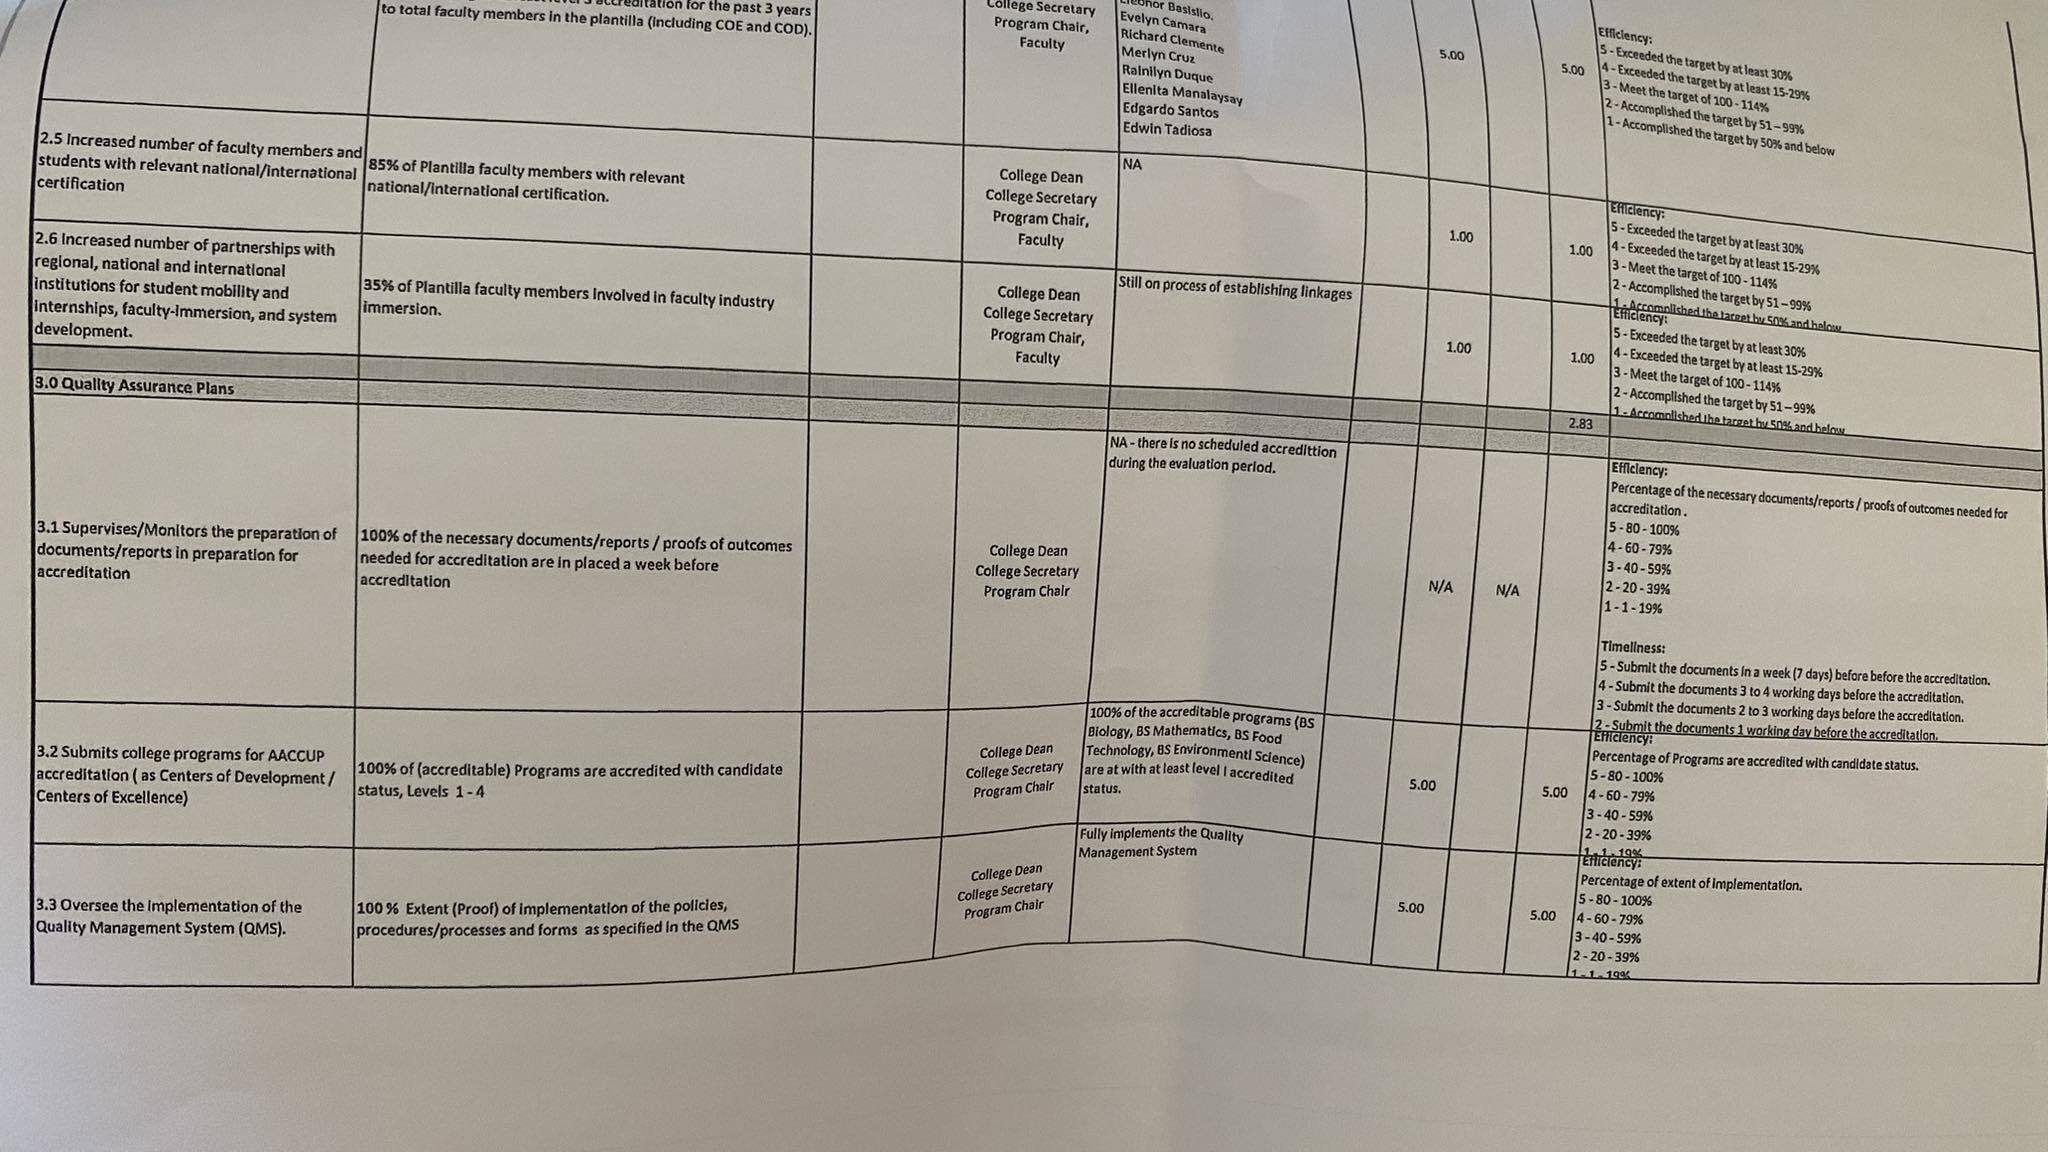 accreditation for the past 3 years
to total faculty members in the plantilla (including COE and COD).
College Secretary
Program Chair,
Faculty
Basislio.
Evelyn Camara
Richard Clemente
Merlyn Cruz
Rainilyn Duque
Ellenita Manalaysay
Edgardo Santos
Edwin Tadiosa
5.00
5.00
Efficiency:
5 - Exceeded the target by at least 30%
4 - Exceeded the target by at least 15-29%
3 - Meet the target of 100 - 114%
2 - Accomplished the target by 51 – 99%
1 - Accomplished the target by 50% and below
2.5 Increased number of faculty members and
students with relevant national/international
certification
85% of Plantilla faculty members with relevant
national/international certification.
College Dean
College Secretary
Program Chair,
Faculty
NA
1.00
1.00
Efficiency:
5 - Exceeded the target by at least 30%
4 - Exceeded the target by at least 15-29%
3 - Meet the target of 100 - 114%
2 - Accomplished the target by 51 – 99%
1 - Accomplished the target by 50% and below
2.6 Increased number of partnerships with
regional, national and international
institutions for student mobility and
internships, faculty-immersion, and system
development.
35% of Plantilla faculty members involved in faculty industry
immersion.
College Dean
College Secretary
Program Chair,
Faculty
Still on process of establishing linkages
1.00
1.00
Efficiency:
5 - Exceeded the target by at least 30%
4 - Exceeded the target by at least 15-29%
3 - Meet the target of 100 - 114%
2 - Accomplished the target by 51 – 99%
1 - Accomplished the target by 50% and below
2.83
3.0 Quality Assurance Plans
3.1 Supervises/Monitors the preparation of
documents/reports in preparation for
accreditation
100% of the necessary documents/reports / proofs of outcomes
needed for accreditation are in placed a week before
accreditation
College Dean
College Secretary
Program Chair
NA - there is no scheduled accredittion
during the evaluation period.
N/A
N/A
Efficiency:
Percentage of the necessary documents/reports / proofs of outcomes needed for
accreditation .
5 - 80 - 100%
4 - 60 - 79%
3 - 40 - 59%
2 - 20 - 39%
1 - 1 - 19%
Timeliness:
5 - Submit the documents in a week (7 days) before before the accreditation.
4 - Submit the documents 3 to 4 working days before the accreditation.
3 - Submit the documents 2 to 3 working days before the accreditation.
2 - Submit the documents 1 working day before the accreditation.
3.2 Submits college programs for AACCUP
accreditation ( as Centers of Development /
Centers of Excellence)
100% of (accreditable) Programs are accredited with candidate
status, Levels 1 - 4
College Dean
College Secretary
Program Chair
100% of the accreditable programs (BS
Biology, BS Mathematics, BS Food
Technology, BS Environmentl Science)
are at with at least level I accredited
status.
5.00
5.00
Efficiency:
Percentage of Programs are accredited with candidate status.
5 - 80 - 100%
4 - 60 - 79%
3 - 40 - 59%
2 - 20 - 39%
1 - 1 - 19%
3.3 Oversee the implementation of the
Quality Management System (QMS).
100 % Extent (Proof) of implementation of the policies,
procedures/processes and forms as specified in the QMS
College Dean
College Secretary
Program Chair
Fully implements the Quality
Management System
5.00
5.00
Efficiency:
Percentage of extent of implementation.
5 - 80 - 100%
4 - 60 - 79%
3 - 40 - 59%
2 - 20 - 39%
1 - 1 - 19%